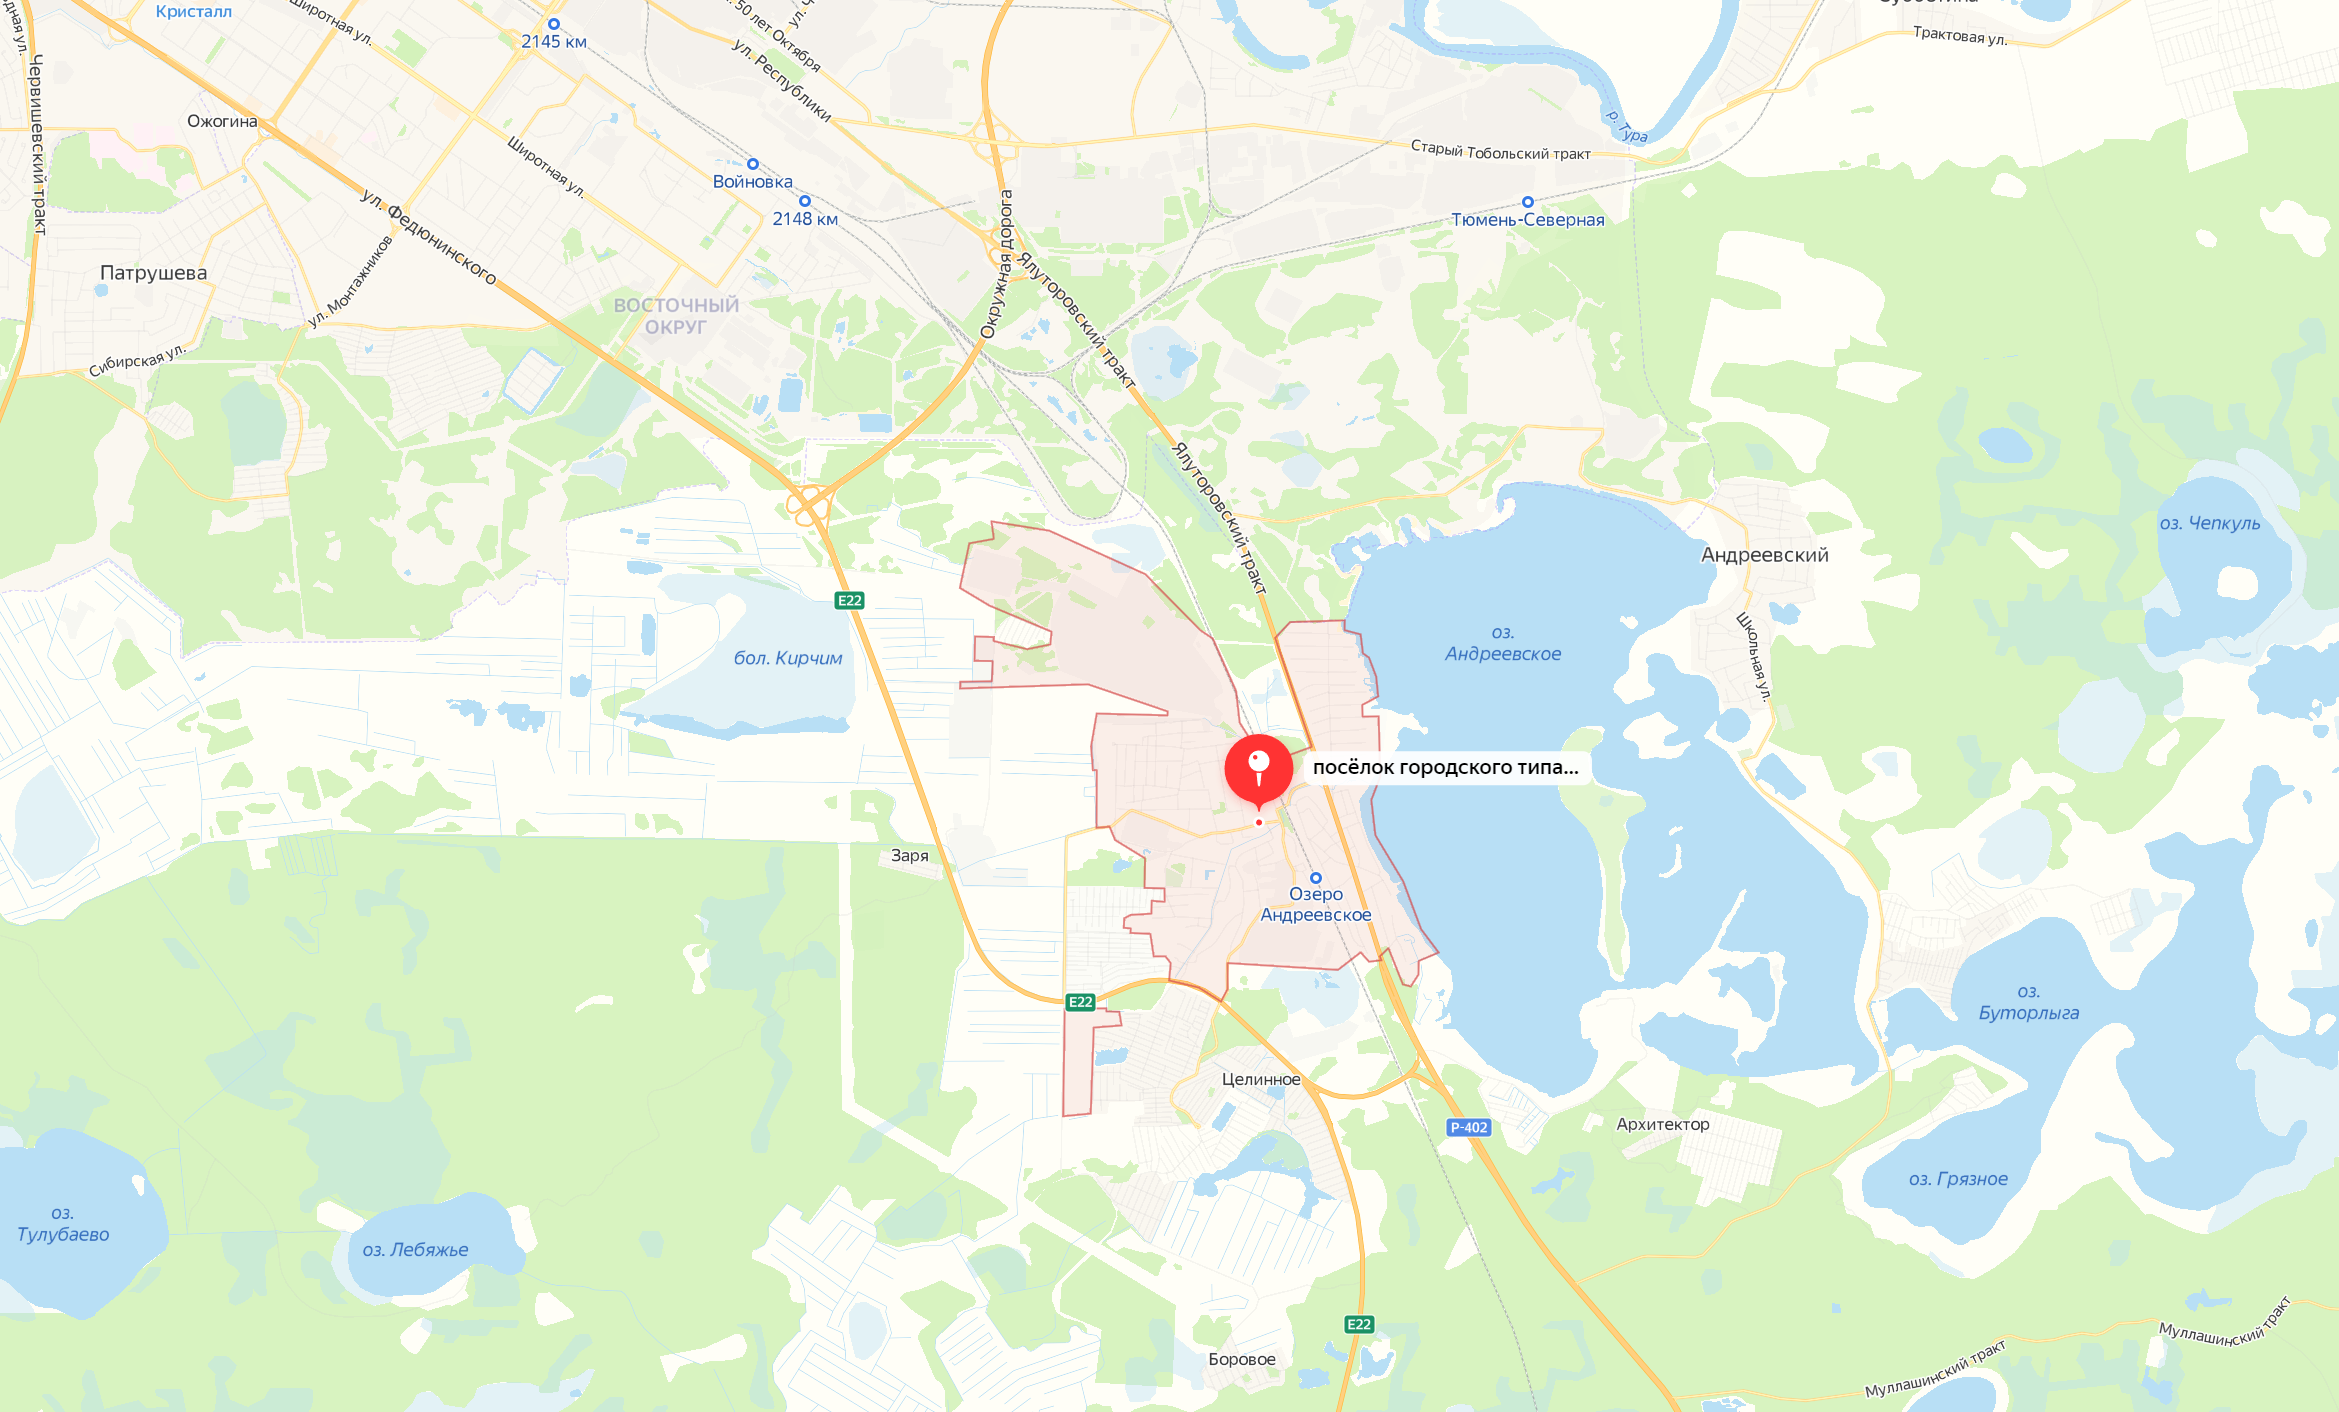 Кристалл
Широтная ул.
50 лет Октября
2145 км
ул. Республики
Трактовая ул.
Червишевский тракт
Ожогина
Широтная ул.
р. Тура
Старый Тобольский тракт
Войновка
2148 км
Тюмень-Северная
ул. Федюнинского
Окружная дорога
Патрушева
ул. Монтажников
Ялуторовский тракт
ВОСТОЧНЫЙ
ОКРУГ
Сибирская ул.
Ялуторовский тракт
оз. Чепкуль
Андреевский
E22
оз.
Андреевское
Школьная ул.
бол. Кирчим
посёлок городского типа...
Заря
Озеро
Андреевское
E22
оз.
Буторлыга
Целинное
Р-402
Архитектор
оз. Грязное
оз.
Тулубаево
оз. Лебяжье
E22
Муллашинский тракт
Боровое
Муллашинский тракт